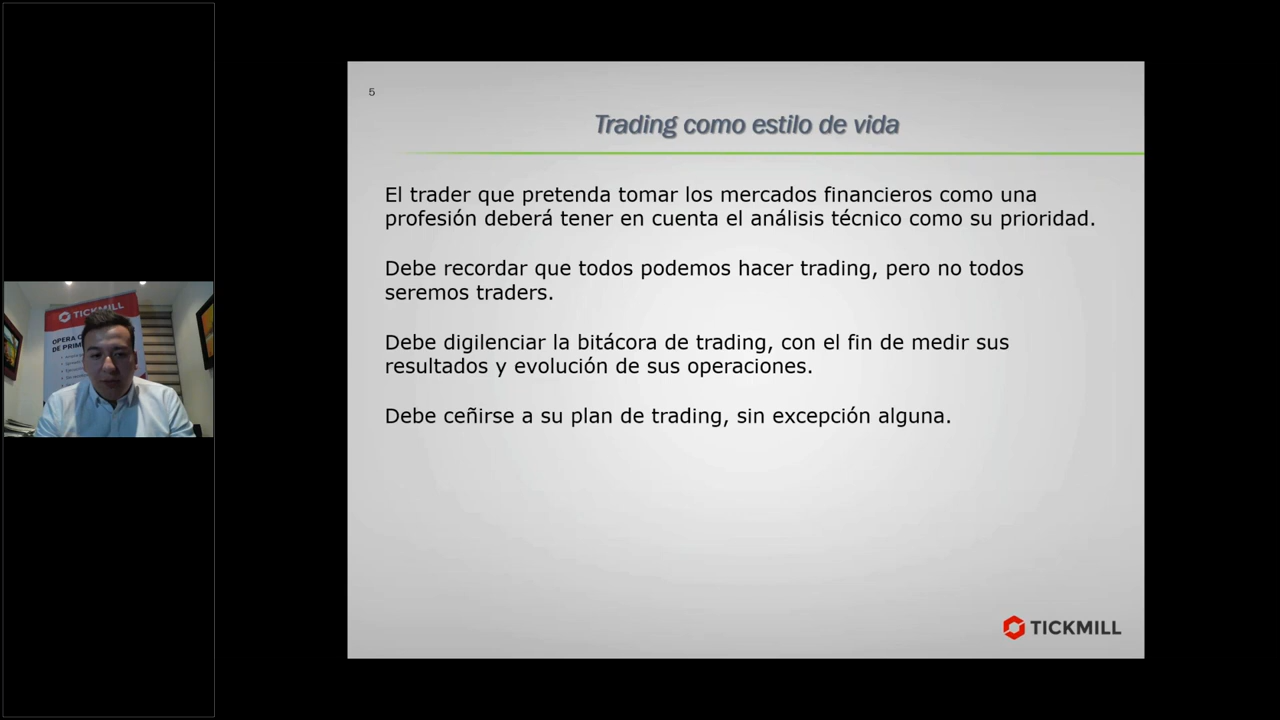 5
Trading como estilo de vida
El trader que pretenda tomar los mercados financieros como una
profesión deberá tener en cuenta el análisis técnico como su prioridad.
Debe recordar que todos podemos hacer trading, pero no todos
seremos traders.
Debe digilenciar la bitácora de trading, con el fin de medir sus
resultados y evolución de sus operaciones.
Debe ceñirse a su plan de trading, sin excepción alguna.
TICKMILL
TICKMILL
OPERA
DE PRIM